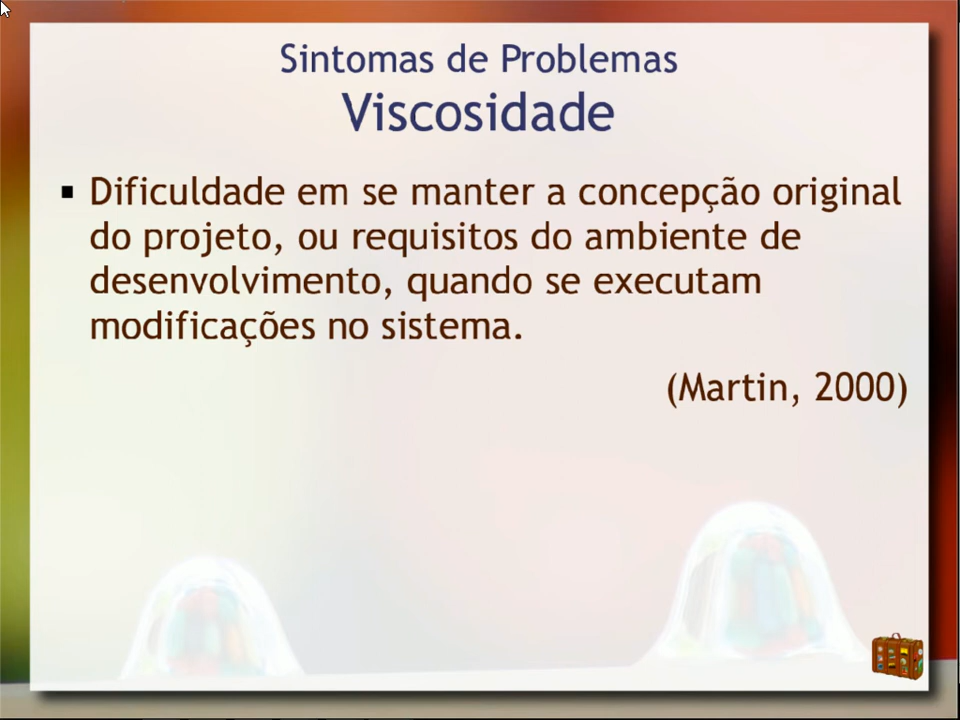 Sintomas de Problemas
Viscosidade
▪ Dificuldade em se manter a concepção original
do projeto, ou requisitos do ambiente de
desenvolvimento, quando se executam
modificações no sistema.
(Martin, 2000)